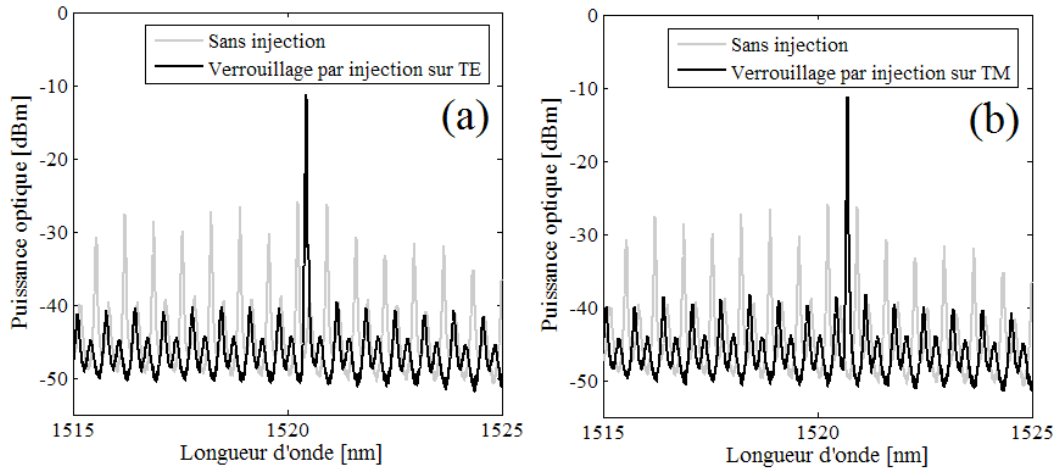 0
-10
-20
-30
-40
-50
Puissance optique [dBm]
Sans injection
Verrouillage par injection sur TE
(a)
1515
1520
1525
Longueur d'onde [nm]
0
-10
-20
-30
-40
-50
Puissance optique [dBm]
Sans injection
Verrouillage par injection sur TM
(b)
1515
1520
1525
Longueur d'onde [nm]